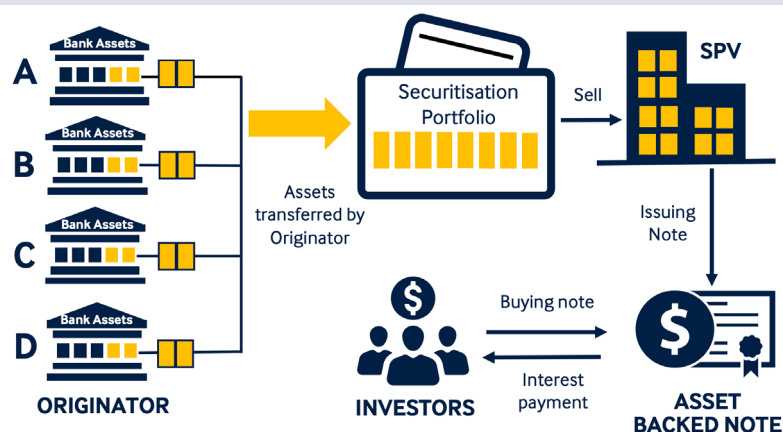 A
Bank Assets
B
Bank Assets
C
Bank Assets
D
Bank Assets
ORIGINATOR
Assets
transferred by
Originator
Securitisation
Portfolio
Sell
SPV
Issuing
Note
$
Buying note
Interest
payment
INVESTORS
$
ASSET
BACKED NOTE